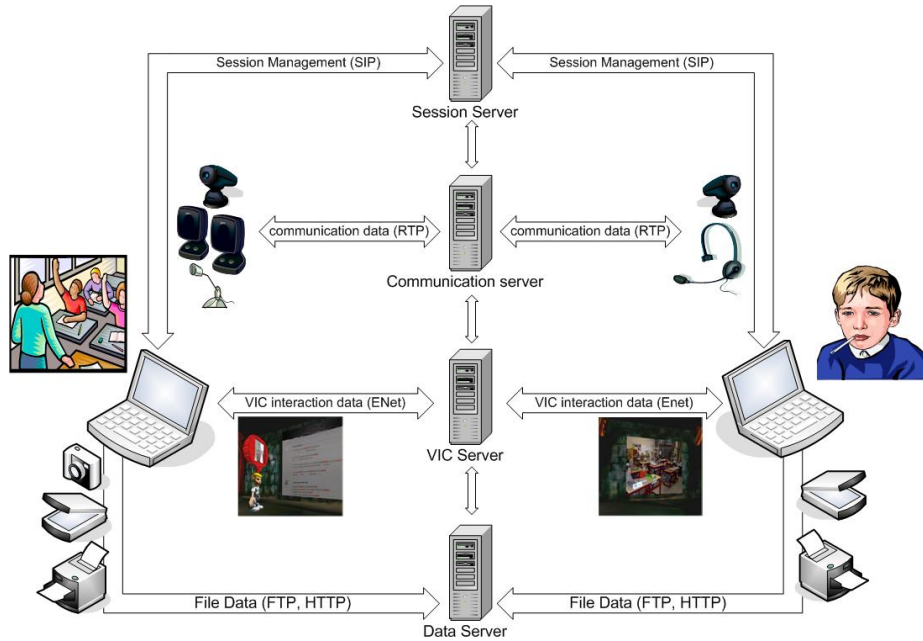 Session Management (SIP)
Session Management (SIP)
Session Server
communication data (RTP)
communication data (RTP)
Communication server
VIC interaction data (ENet)
VIC interaction data (Enet)
VIC Server
File Data (FTP, HTTP)
File Data (FTP, HTTP)
Data Server